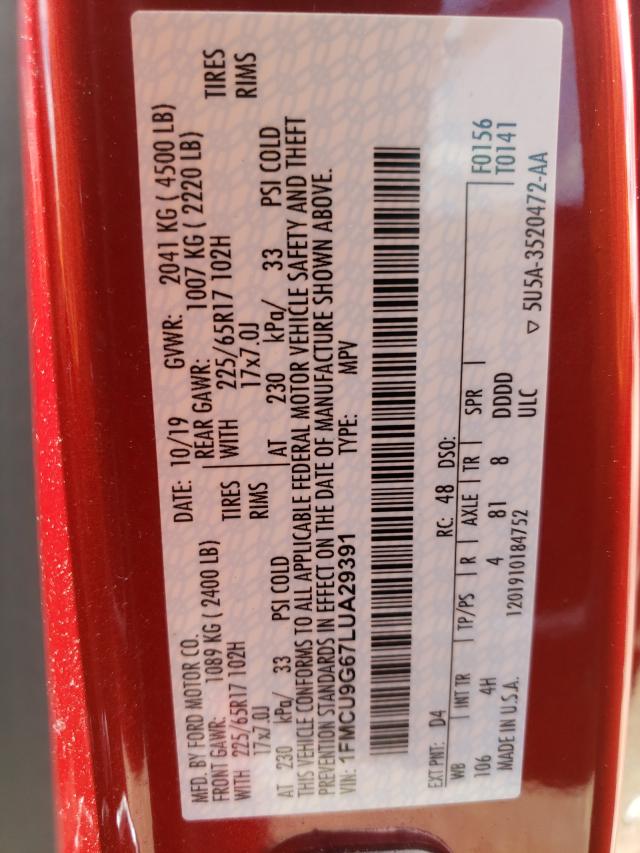 MFD. BY FORD MOTOR CO.
DATE: 10/19 GVWR: 2041 KG ( 4500 LB)
FRONT GAWR: 1089 KG ( 2400 LB) REAR GAWR: 1007 KG ( 2220 LB)
WITH 225/65R17 102H TIRES WITH 225/65R17 102H TIRES
17x7.0J RIMS 17x7.0J RIMS
AT 230 kPa/ 33 PSI COLD AT 230 kPa/ 33 PSI COLD
THIS VEHICLE CONFORMS TO ALL APPLICABLE FEDERAL MOTOR VEHICLE SAFETY AND THEFT
PREVENTION STANDARDS IN EFFECT ON THE DATE OF MANUFACTURE SHOWN ABOVE.
VIN: 1FMCU9G67LUA29391 TYPE: MPV
EXT PNT: D4 RC: 48 DSO: F0156
WB INT TR TP/PS R AXLE TR SPR T0141
106 4H 4 81 8 DDDD
MADE IN U.S.A. 1201910184752 ULC ▽ 5U5A-3520472-AA